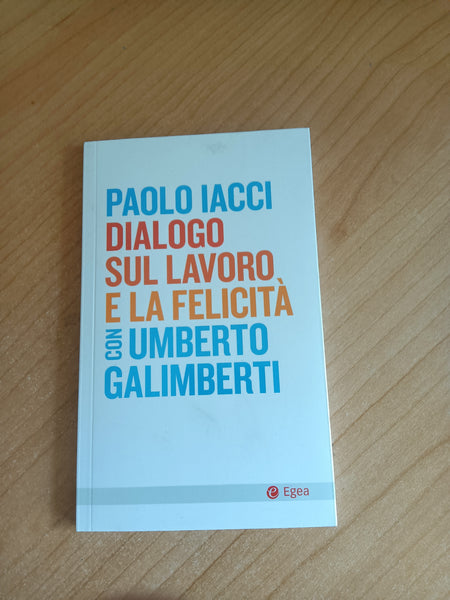 PAOLO IACCI
DIALOGO
SUL LAVORO
E LA FELICITÀ
CON UMBERTO
GALIMBERTI
e Egea